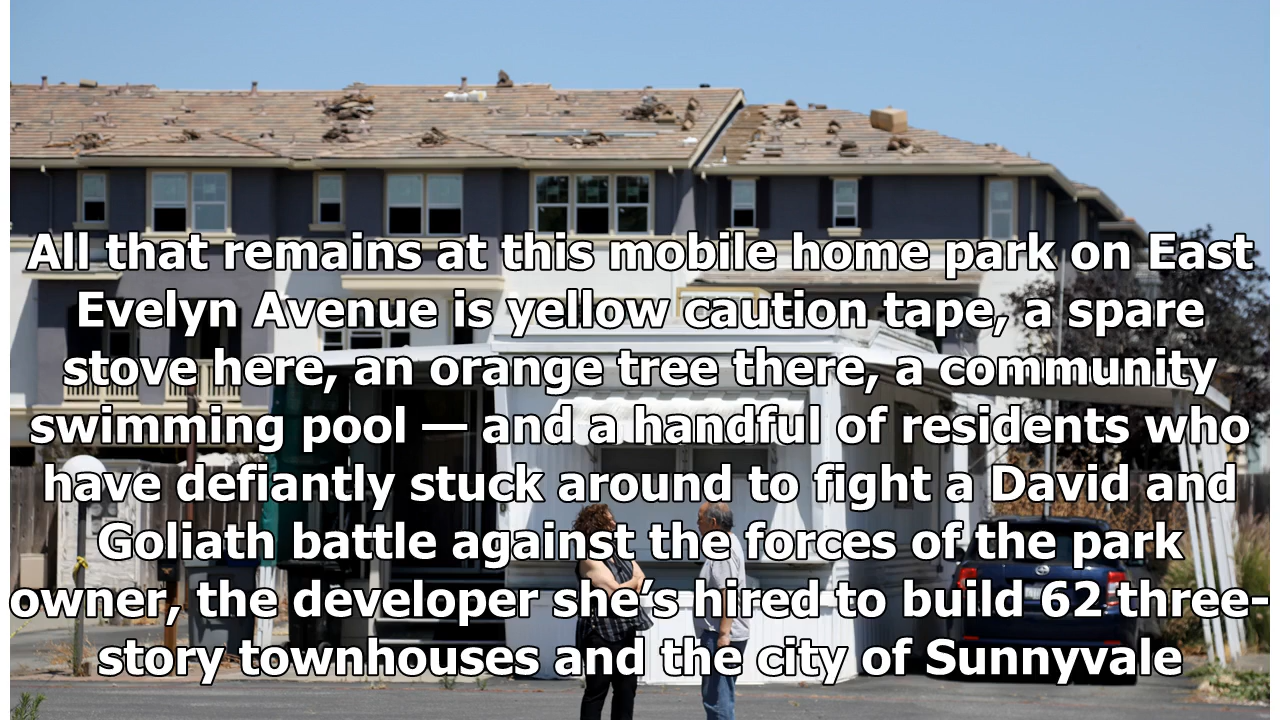 All that remains at this mobile home park on East
Evelyn Avenue is yellow caution tape, a spare
stove here, an orange tree there, a community
swimming pool — and a handful of residents who
have defiantly stuck around to fight a David and
Goliath battle against the forces of the park
owner, the developer she’s hired to build 62 three-
story townhouses and the city of Sunnyvale